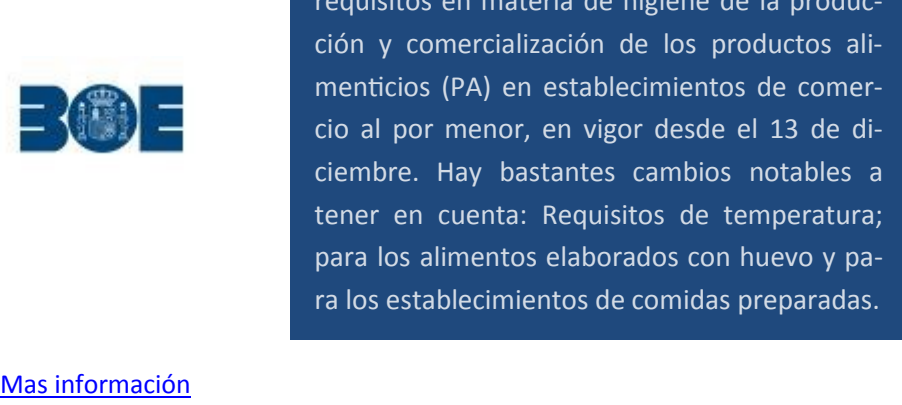 requisitos en materia de higiene de la produc-
ción y comercialización de los productos ali-
menticios (PA) en establecimientos de comer-
cio al por menor, en vigor desde el 13 de di-
ciembre. Hay bastantes cambios notables a
tener en cuenta: Requisitos de temperatura;
para los alimentos elaborados con huevo y pa-
ra los establecimientos de comidas preparadas.
BOE
Mas información